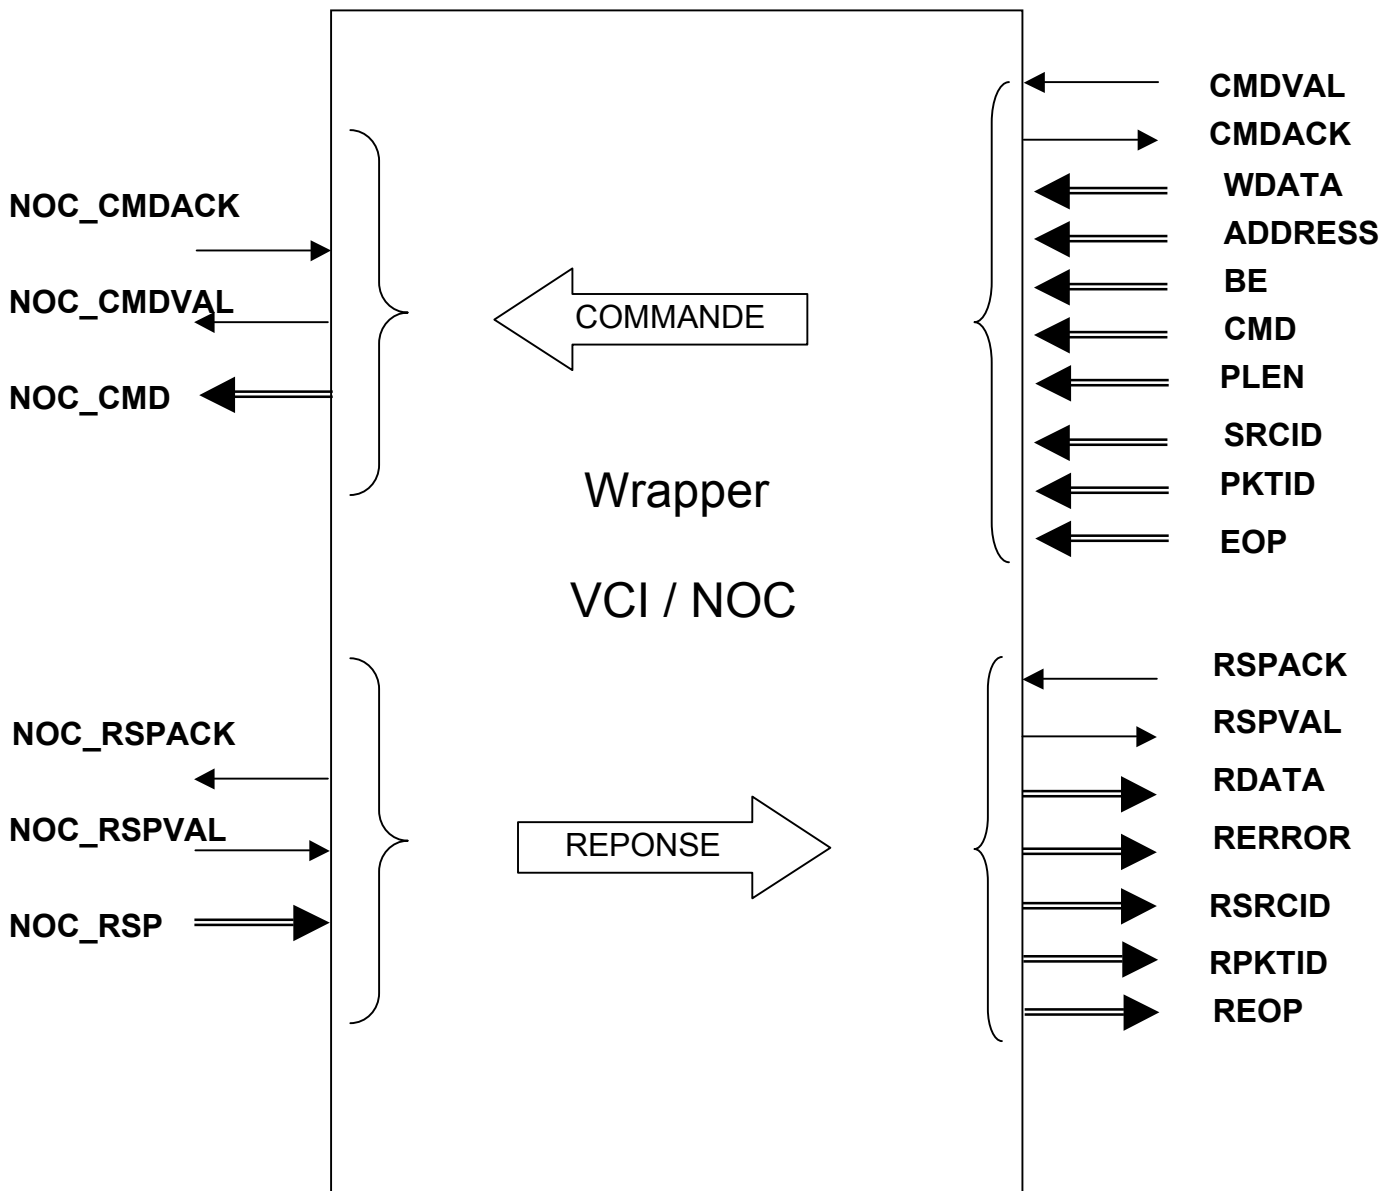 NOC_CMDACK
NOC_CMDVAL
NOC_CMD
COMMANDE
CMDVAL
CMDACK
WDATA
ADDRESS
BE
CMD
PLEN
SRCID
PKTID
EOP
Wrapper
VCI / NOC
NOC_RSPACK
NOC_RSPVAL
NOC_RSP
REPONSE
RSPACK
RSPVAL
RDATA
RERROR
RSRCID
RPKTID
REOP